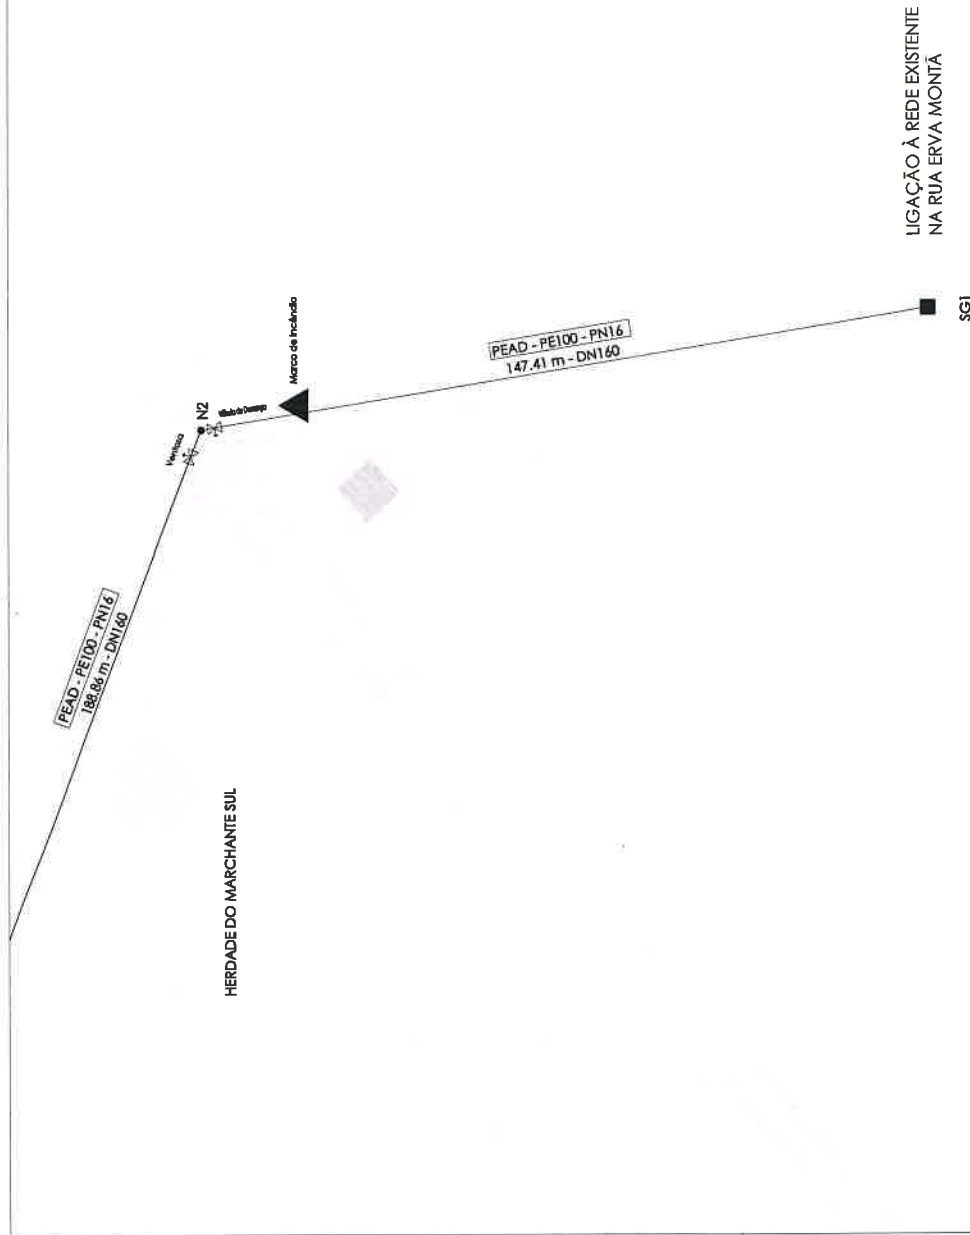 LIGAÇÃO À REDE EXISTENTE
NA RUA ERVA MONTÃ
SG1
Marco de Incêndio
PEAD - PE100 - PN16
147.41 m - DN160
N2
Ventosa
PEAD - PE100 - PN16
188.86 m - DN160
HERDADE DO MARCHANTE SUL